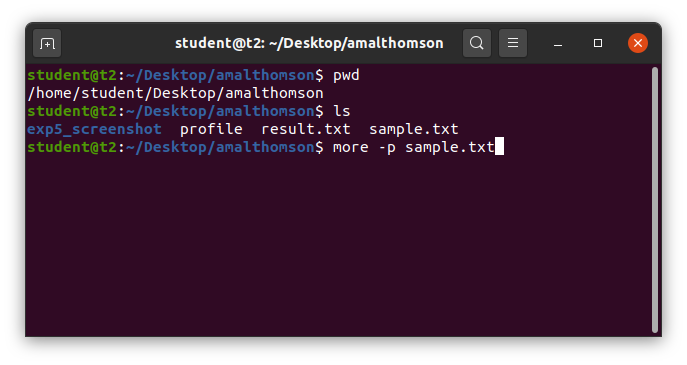 student@t2: ~/Desktop/amalthomson
student@t2:~/Desktop/amalthomson$ pwd
/home/student/Desktop/amalthomson
student@t2:~/Desktop/amalthomson$ ls
exp5_screenshot  profile  result.txt  sample.txt
student@t2:~/Desktop/amalthomson$ more -p sample.txt